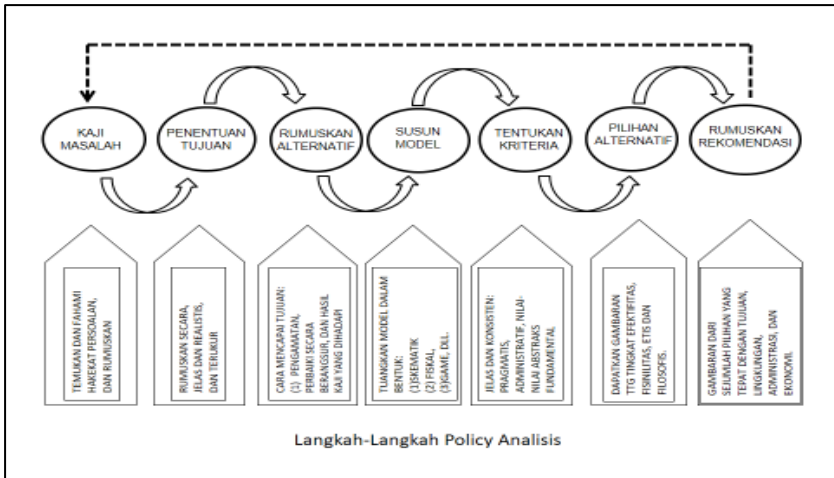 KAJI
MASALAH
PENENTUAN
TUJUAN
RUMUSKAN
ALTERNATIF
SUSUN
MODEL
TENTUKAN
KRITERIA
PILIHAN
ALTERNATIF
RUMUSKAN
REKOMENDASI
TEMUKAN DAN FAHAMI
HAKEKAT PERSOALAN,
DAN RUMUSKAN
RUMUSKAN SECARA,
JELAS DAN REALISTIS,
DAN TERUKUR
CARA MENCAPAI TUJUAN:
(1) PENGAMATAN,
PERBAIKI SECARA
BERANGSUR, DAN HASIL
KAJI YANG DIHADAPI
TUANGKAN MODEL DALAM
BENTUK:
(1)SKEMATIK
(2) FISKAL,
(3)GAME, DLL.
JELAS DAN KONSISTEN:
PRAGMATIS,
ADMINISTRATIF, NILAI-
NILAI ABSTRAKS
FUNDAMENTAL
DAPATKAN GAMBARAN
TTG TINGKAT EFEKTIFITAS,
FISINILITAS, ETIS DAN
FILOSOFIS.
GAMBARAN DARI
SEJUMLAH PILIHAN YANG
TEPAT DENGAN TUJUAN,
LINGKUNGAN,
ADMINISTRASI, DAN
EKONOMI.
Langkah-Langkah Policy Analisis